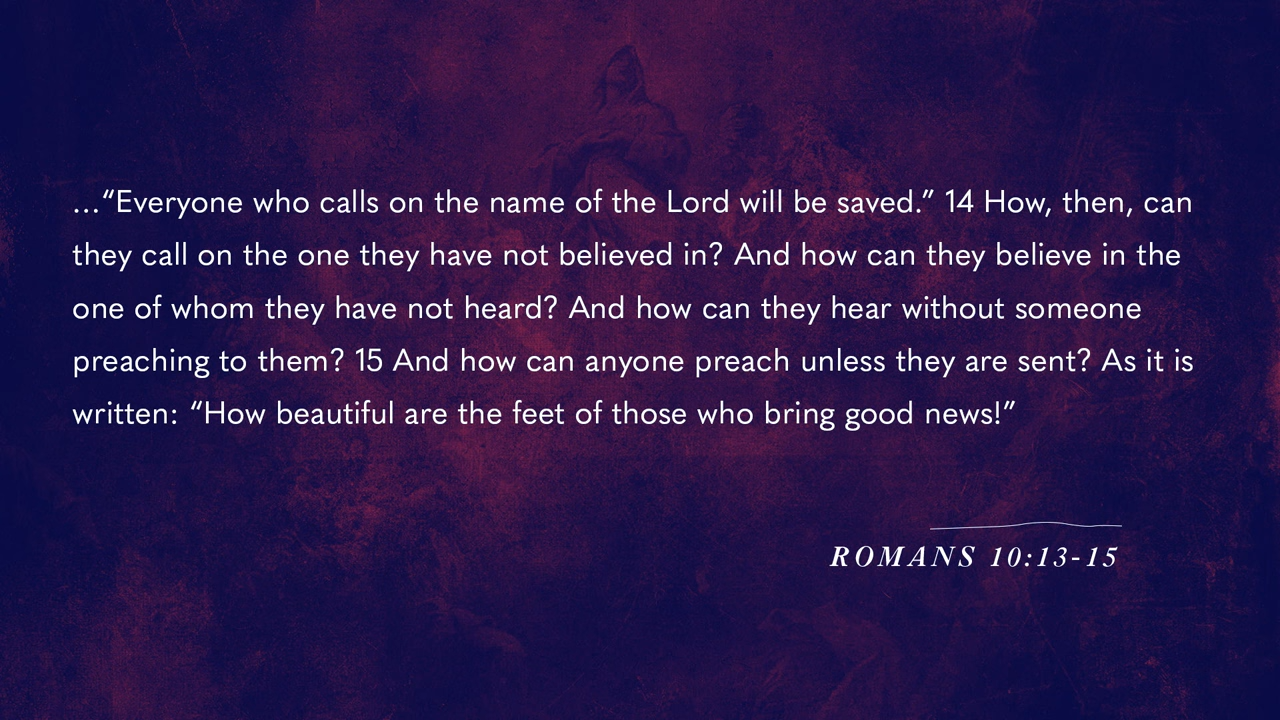 ...“Everyone who calls on the name of the Lord will be saved.” 14 How, then, can
they call on the one they have not believed in? And how can they believe in the
one of whom they have not heard? And how can they hear without someone
preaching to them? 15 And how can anyone preach unless they are sent? As it is
written: “How beautiful are the feet of those who bring good news!”
ROMANS 10:13-15